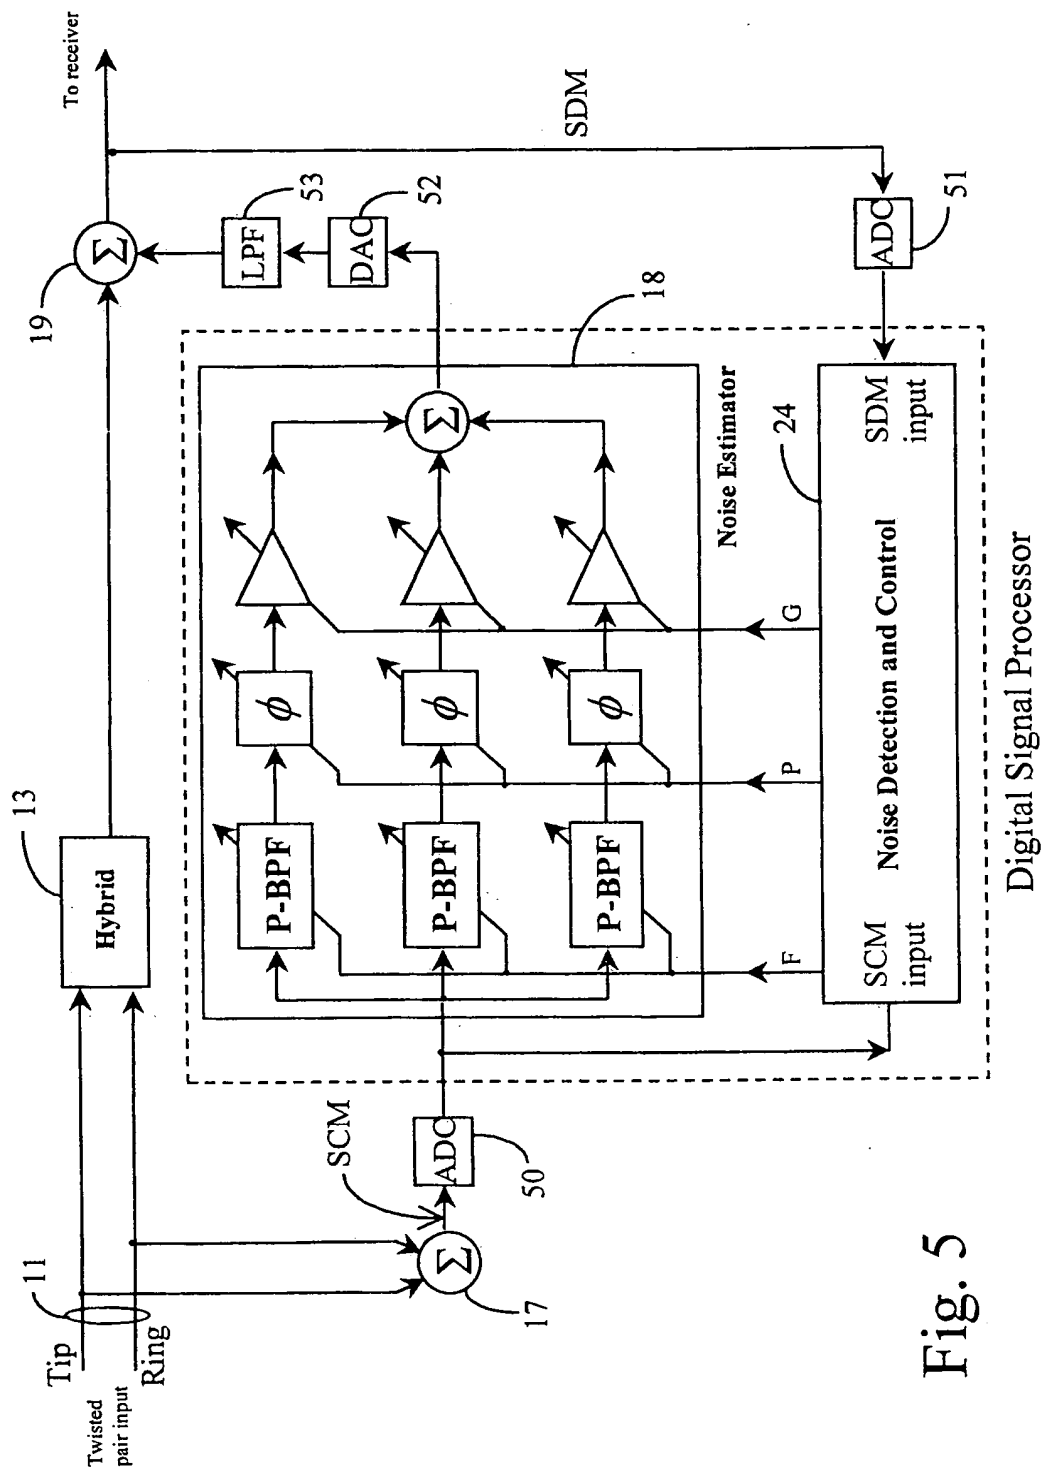 Twisted
pair input
Tip
Ring
11
13
Hybrid
19
Σ
To receiver
SDM
LPF
53
DAC
52
17
Σ
SCM
ADC
50
P-BPF
ϕ
P-BPF
ϕ
P-BPF
ϕ
Σ
18
Noise Estimator
F
P
G
24
SCM
input
Noise Detection and Control
SDM
input
ADC
51
Digital Signal Processor
Fig. 5